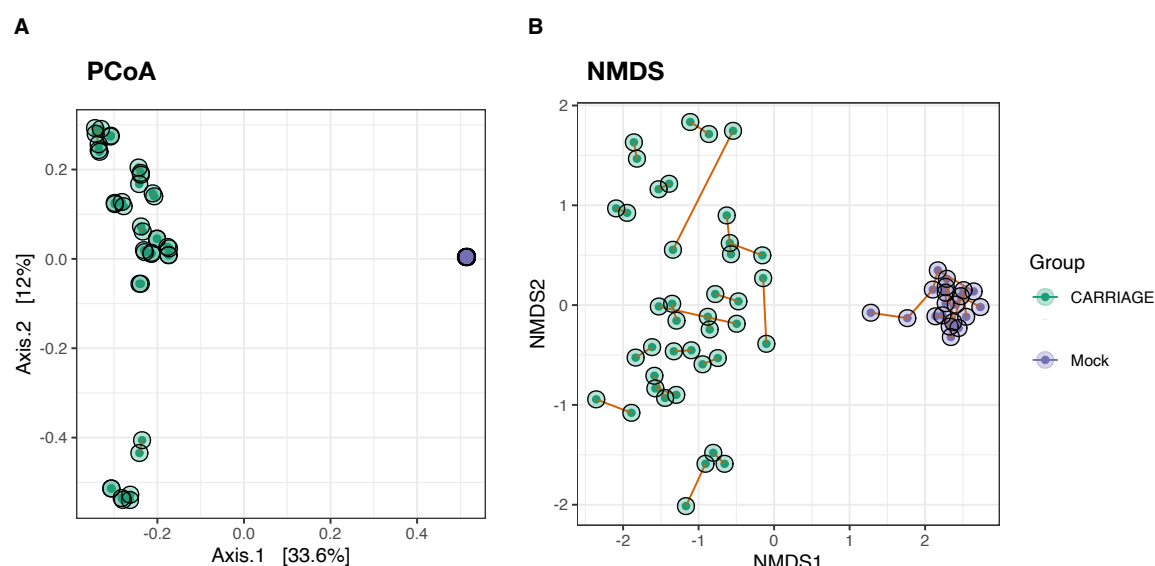 A
B
PCoA
NMDS
0.2
0.0
-0.2
-0.4
Axis.2 [12%]
-0.2
0.0
0.2
0.4
Axis.1 [33.6%]
2
1
0
-1
-2
NMDS2
-2
-1
0
1
2
NMDS1
Group
CARRIAGE
Mock